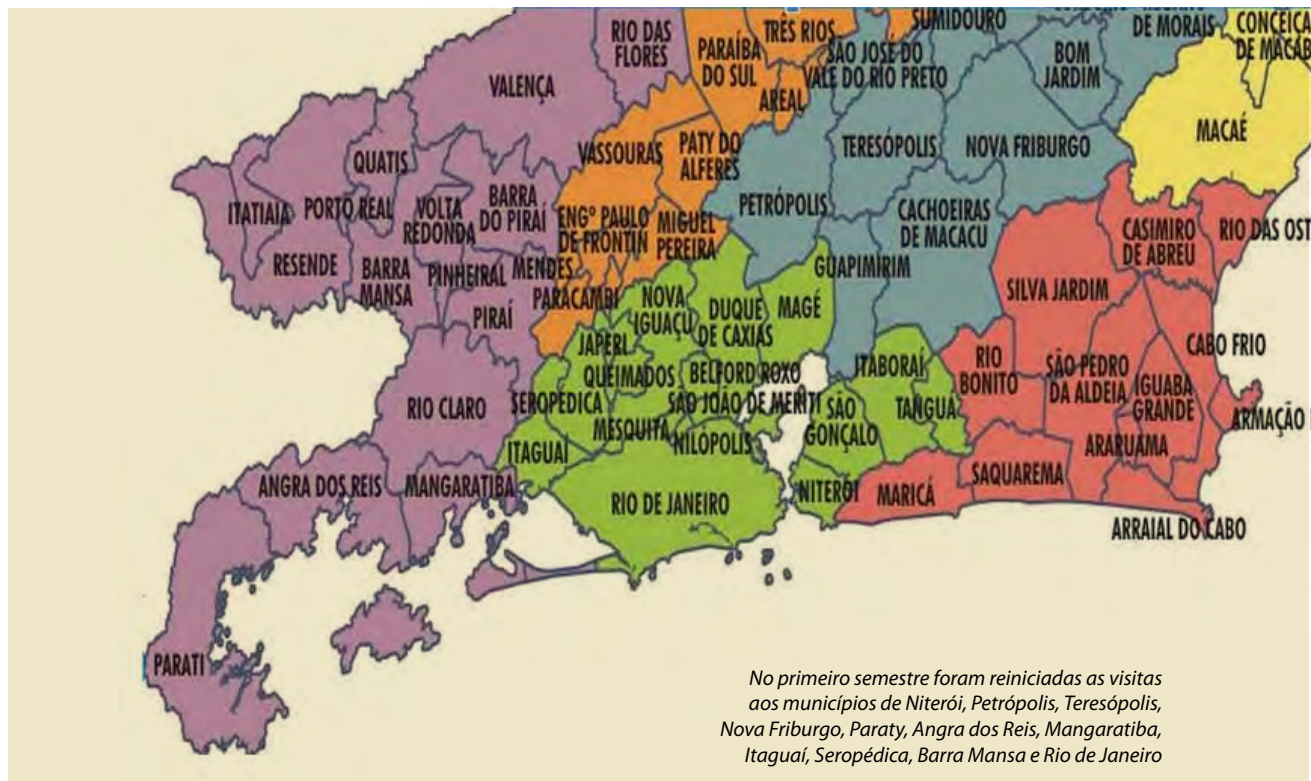 RIO DAS
FLORES
TRÊS RIOS
SUMIDOURO
DE MORAIS
CONCEIÇA
DE MACAB
PARAÍBA
DO SUL
SÃO JOSÉ DO
VALE DO RIO PRETO
BOM
JARDIM
VALENÇA
AREAL
MACAÉ
QUATIS
VASSOURAS
PATY DO
ALFERES
TERESÓPOLIS
NOVA FRIBURGO
ITATIAIA
PORTO REAL
VOLTA
REDONDA
BARRA
DO PIRAÍ
ENGº PAULO
DE FRONTIN
MIGUEL
PEREIRA
PETRÓPOLIS
CACHOEIRAS
DE MACACU
CASIMIRO
DE ABREU
RIO DAS OST
RESENDE
BARRA
MANSA
PINHEIRAL
MENDES
GUAPIMIRIM
SILVA JARDIM
PIRAÍ
PARACAMBI
NOVA
IGUAÇU
DUQUE
DE CAXIAS
MAGÉ
JAPERI
QUEIMADOS
BELFORD ROXO
ITABORAÍ
RIO
BONITO
SÃO PEDRO
DA ALDEIA
CABO FRIO
IGUABA
GRANDE
RIO CLARO
SEROPÉDICA
SÃO JOÃO DE MERITI
SÃO
GONÇALO
TANGUÁ
ARMAÇÃO
ITAGUAÍ
MESQUITA
NILÓPOLIS
ARARUAMA
ANGRA DOS REIS
MANGARATIBA
RIO DE JANEIRO
NITERÓI
MARICÁ
SAQUAREMA
ARRAIAL DO CABO
PARATI
No primeiro semestre foram reiniciadas as visitas
aos municípios de Niterói, Petrópolis, Teresópolis,
Nova Friburgo, Paraty, Angra dos Reis, Mangaratiba,
Itaguaí, Seropédica, Barra Mansa e Rio de Janeiro